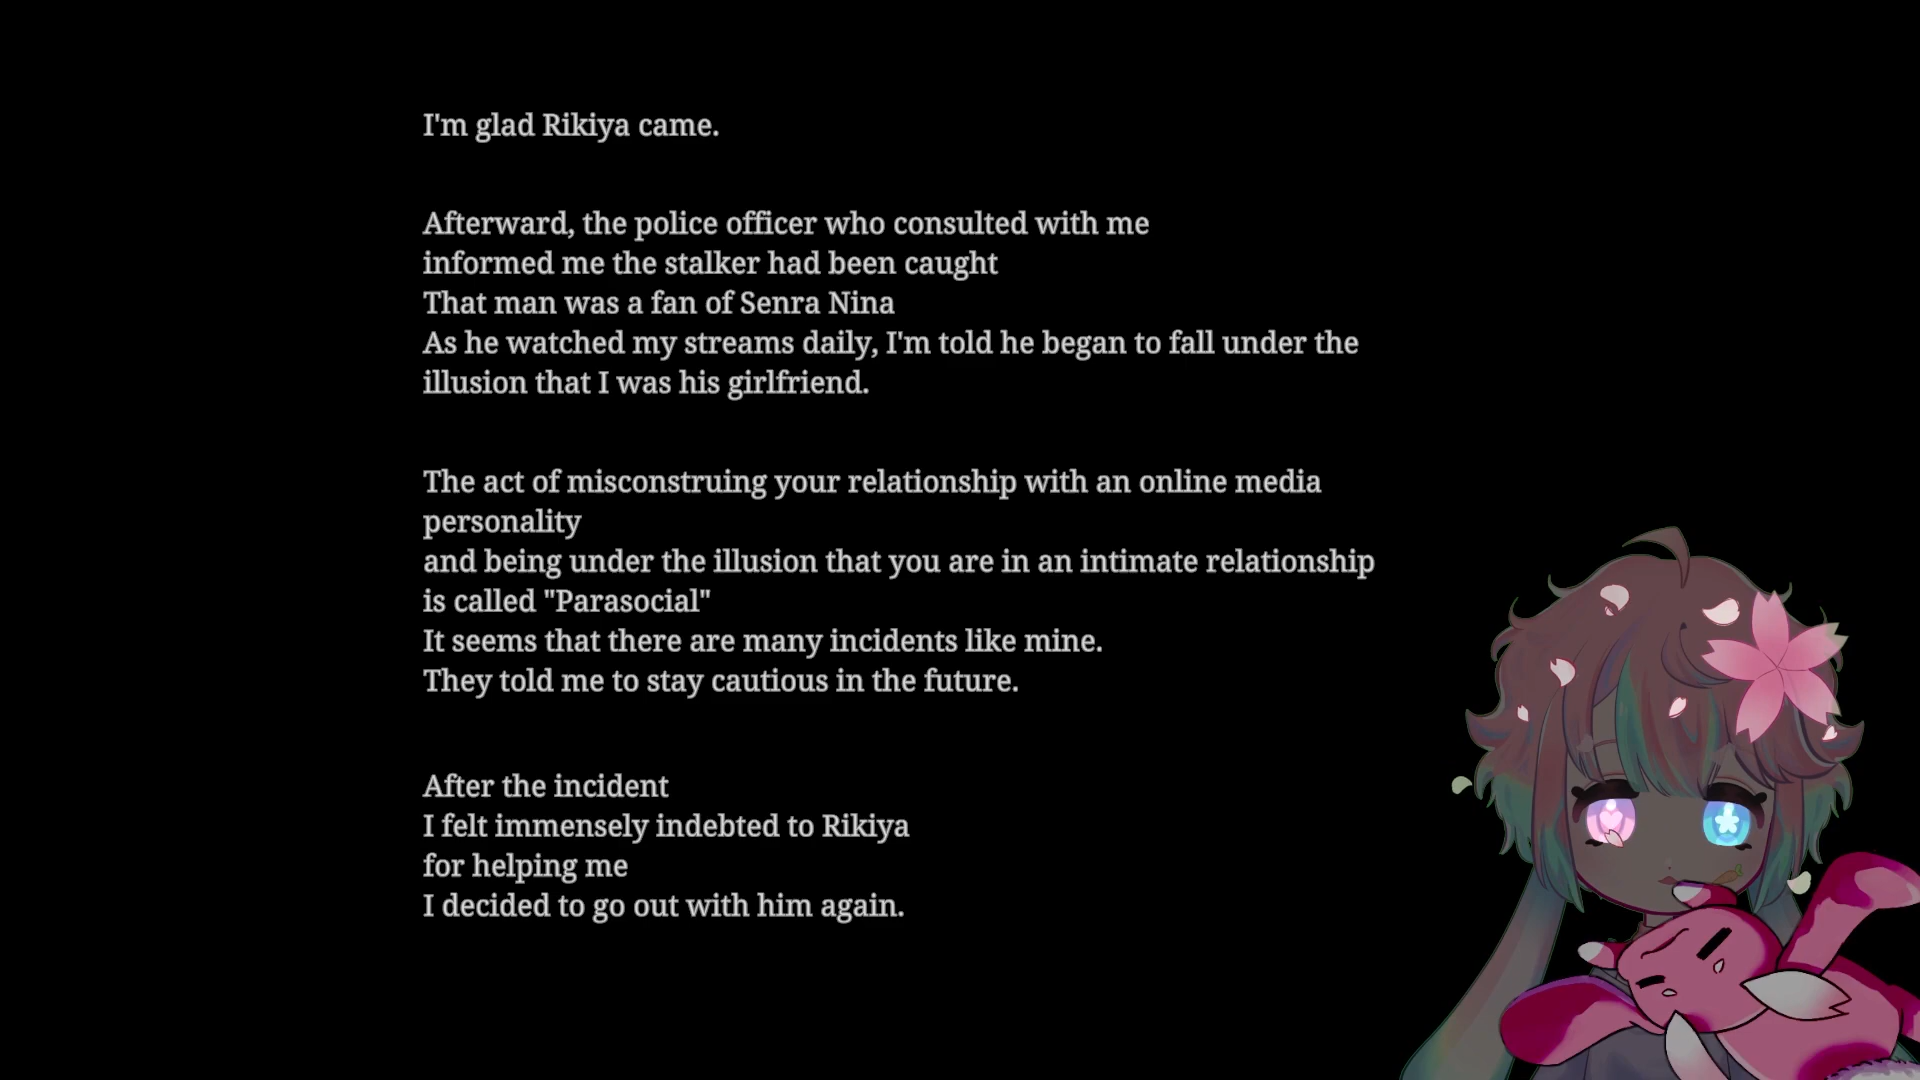 I'm glad Rikiya came.
Afterward, the police officer who consulted with me
informed me the stalker had been caught
That man was a fan of Senra Nina
As he watched my streams daily, I'm told he began to fall under the
illusion that I was his girlfriend.
The act of misconstruing your relationship with an online media
personality
and being under the illusion that you are in an intimate relationship
is called "Parasocial"
It seems that there are many incidents like mine.
They told me to stay cautious in the future.
After the incident
I felt immensely indebted to Rikiya
for helping me
I decided to go out with him again.